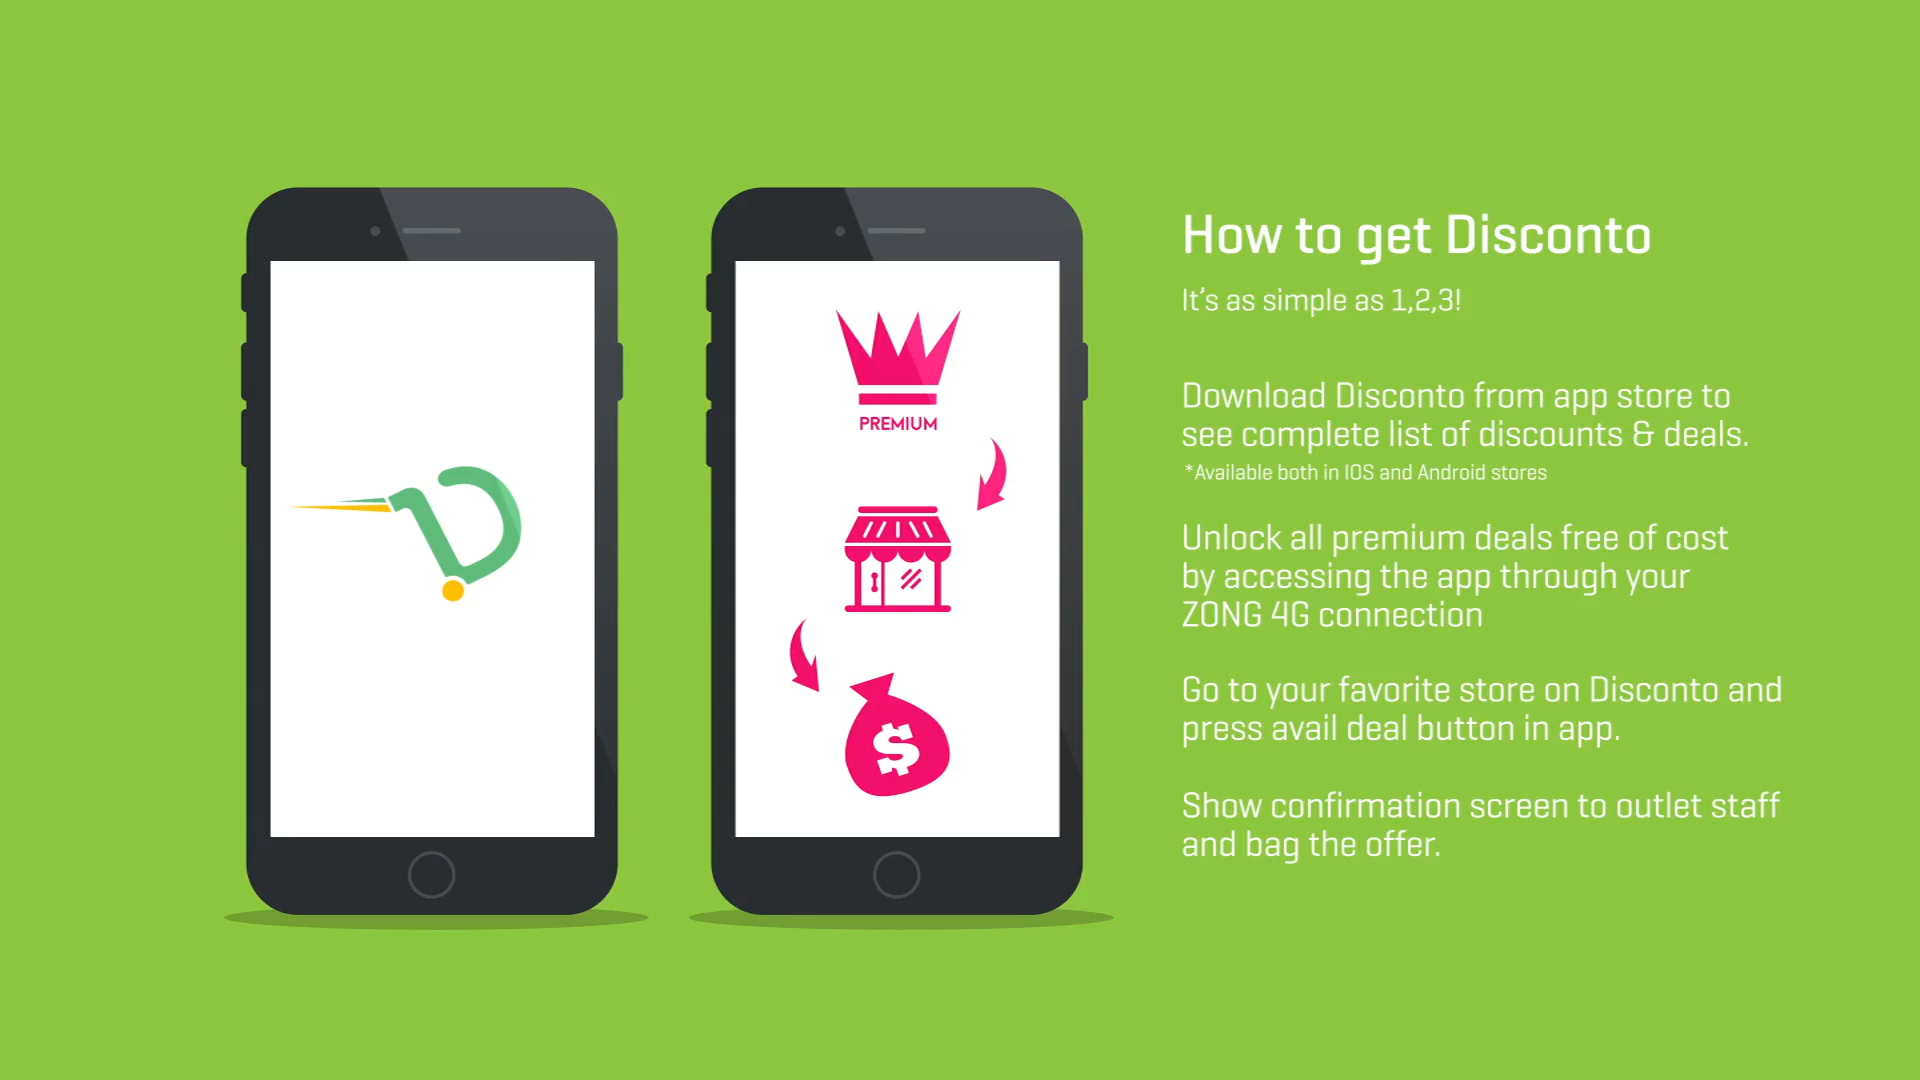 How to get Disconto
It's as simple as 1,2,3!
Download Disconto from app store to
see complete list of discounts & deals.
*Available both in IOS and Android stores
Unlock all premium deals free of cost
by accessing the app through your
ZONG 4G connection
Go to your favorite store on Disconto and
press avail deal button in app.
Show confirmation screen to outlet staff
and bag the offer.
PREMIUM
$